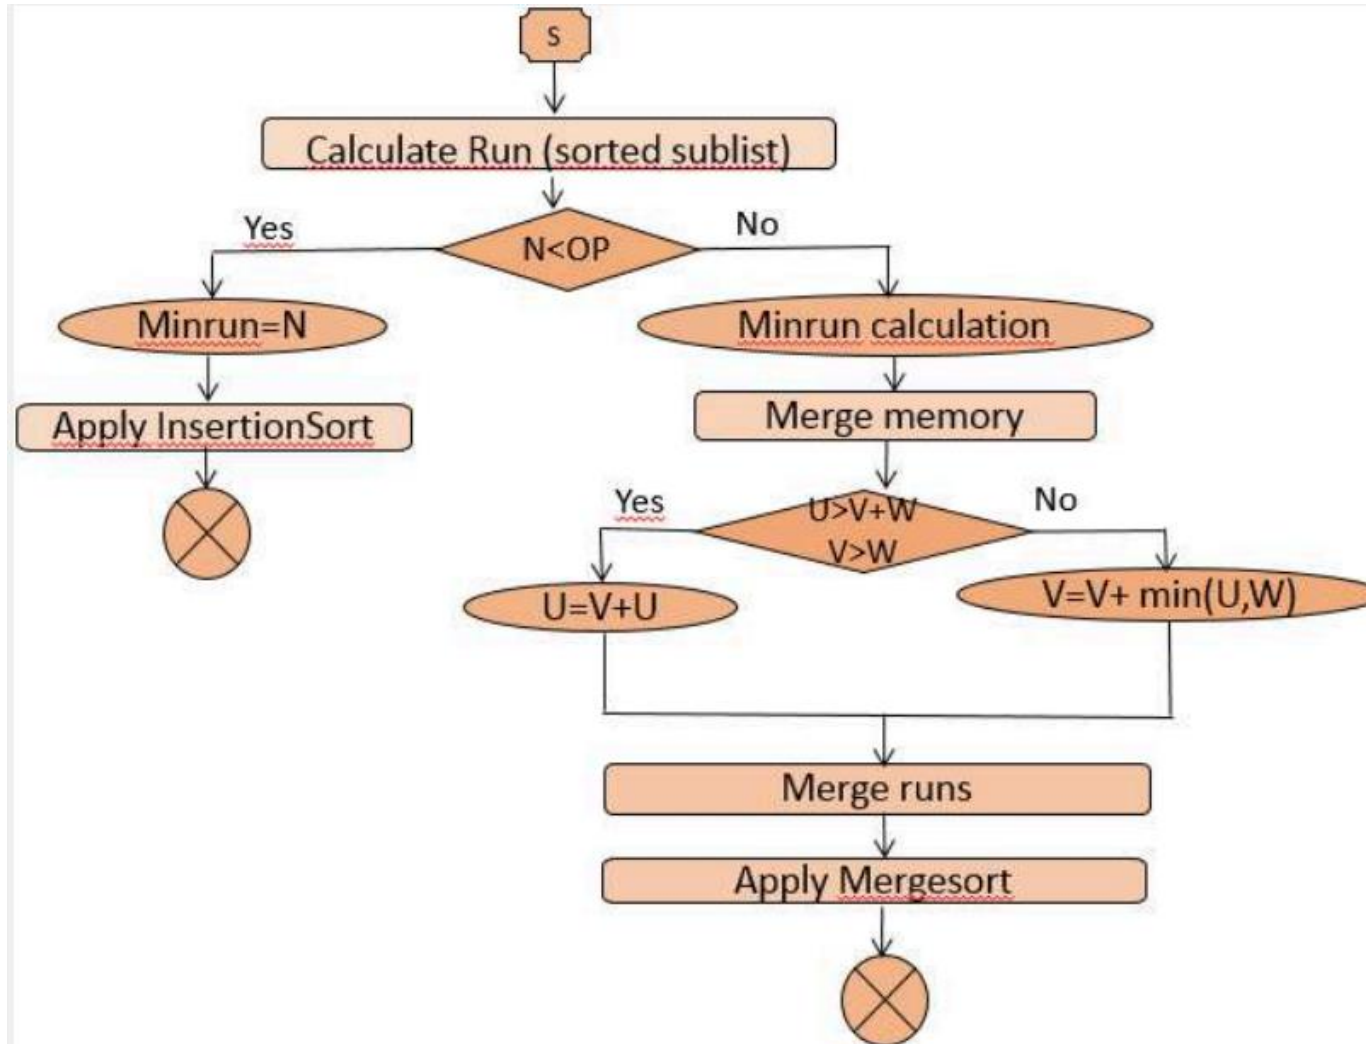 S
Calculate Run (sorted sublist)
Yes
N<OP
No
Minrun=N
Minrun calculation
Apply InsertionSort
Merge memory
Yes
U>V+W
V>W
No
U=V+U
V=V+ min(U,W)
Merge runs
Apply Mergesort